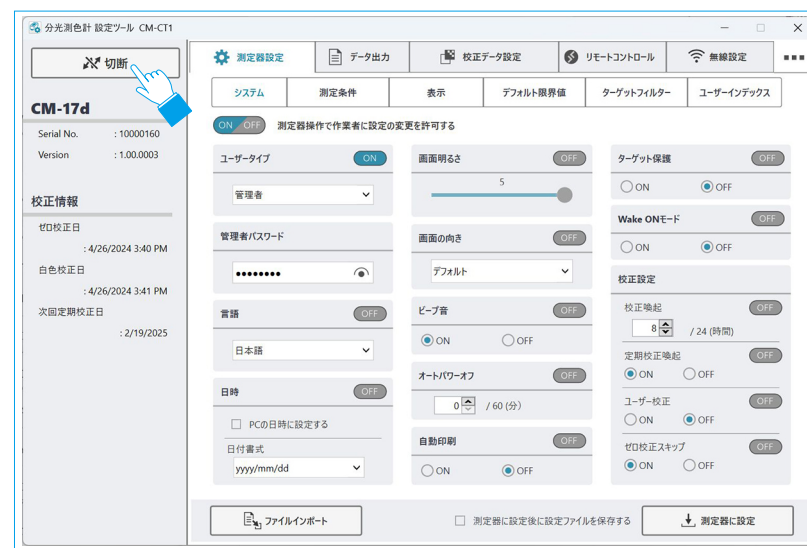 分光測色計 設定ツール CM-CT1
切断
CM-17d
Serial No. : 10000160
Version : 1.00.0003
校正情報
ゼロ校正日
: 4/26/2024 3:40 PM
白色校正日
: 4/26/2024 3:41 PM
次回定期校正日
: 2/19/2025
測定器設定 データ出力 校正データ設定 リモートコントロール 無線設定
システム 測定条件 表示 デフォルト限界値 ターゲットフィルター ユーザーインデックス
ON OFF 測定器操作で作業者に設定の変更を許可する
ユーザータイプ ON
管理者
管理者パスワード
言語 OFF
日本語
日時 OFF
PCの日時に設定する
日付書式
yyyy/mm/dd
画面明るさ OFF
5
画面の向き OFF
デフォルト
ビープ音 OFF
ON OFF
オートパワーオフ OFF
0 / 60 (分)
自動印刷 OFF
ON OFF
ターゲット保護 OFF
ON OFF
Wake ONモード OFF
ON OFF
校正設定
校正喚起 OFF
8 / 24 (時間)
定期校正喚起 OFF
ON OFF
ユーザー校正 OFF
ON OFF
ゼロ校正スキップ OFF
ON OFF
ファイルインポート
測定器に設定後に設定ファイルを保存する
測定器に設定